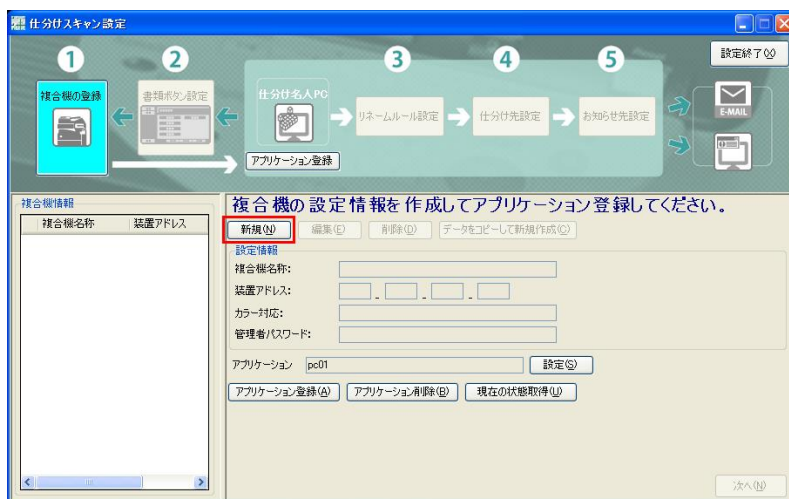 仕分けスキャン設定
1 2 3 4 5
設定終了(X)
複合機の登録
書類ボタン設定
仕分け名人PC
リネームルール設定
仕分け先設定
お知らせ先設定
E-MAIL
アプリケーション登録
複合機情報
複合機名称 装置アドレス
複合機の設定情報を作成してアプリケーション登録してください。
新規(N) 編集(E) 削除(D) データをコピーして新規作成(C)
設定情報
複合機名称:
装置アドレス: . . .
カラー対応:
管理者パスワード:
アプリケーション pc01 設定(S)
アプリケーション登録(A) アプリケーション削除(B) 現在の状態取得(U)
次へ(N)